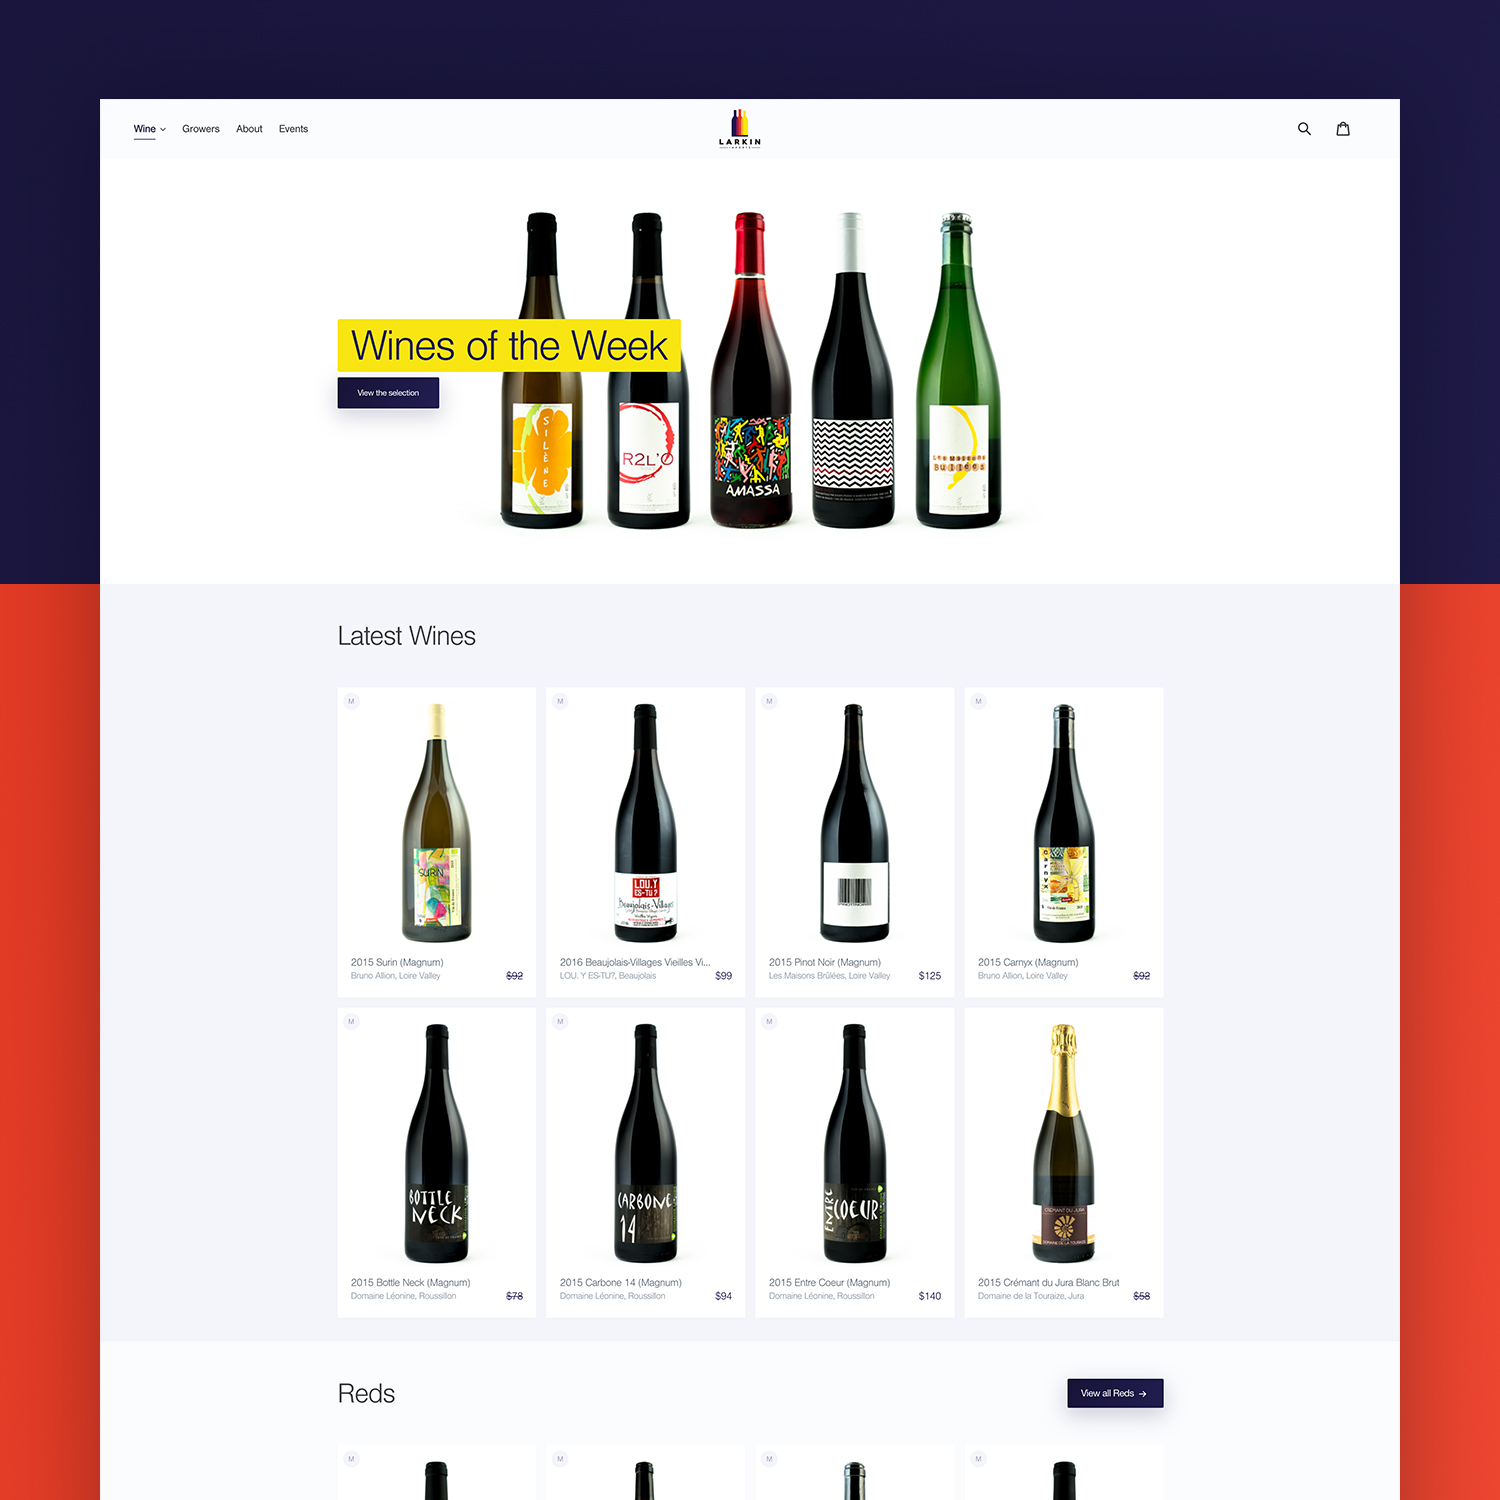 Wine
Growers
About
Events
LARKIN
IMPORTS
Wines of the Week
View the selection
SILÈNE
R2L'O
AMASSA
Les Maisons
Bullées
Latest Wines
M
M
M
M
SURIN
LOU.Y
ES-TU?
Beaujolais-Villages
PINOTNOIR
carnyx
2015 Surin (Magnum)
Bruno Allion, Loire Valley
$92
2016 Beaujolais-Villages Vieilles Vi...
LOU. Y ES-TU?, Beaujolais
$99
2015 Pinot Noir (Magnum)
Les Maisons Brûlées, Loire Valley
$125
2015 Carnyx (Magnum)
Bruno Allion, Loire Valley
$92
M
M
M
BOTTLE
NECK
CARBONE
14
ENTRE
COEUR
CRÉMANT DU JURA
DOMAINE DE LA TOURAIZE
2015 Bottle Neck (Magnum)
Domaine Léonine, Roussillon
$78
2015 Carbone 14 (Magnum)
Domaine Léonine, Roussillon
$94
2015 Entre Coeur (Magnum)
Domaine Léonine, Roussillon
$140
2015 Crémant du Jura Blanc Brut
Domaine de la Touraize, Jura
$58
Reds
View all Reds →
M
M
M
M